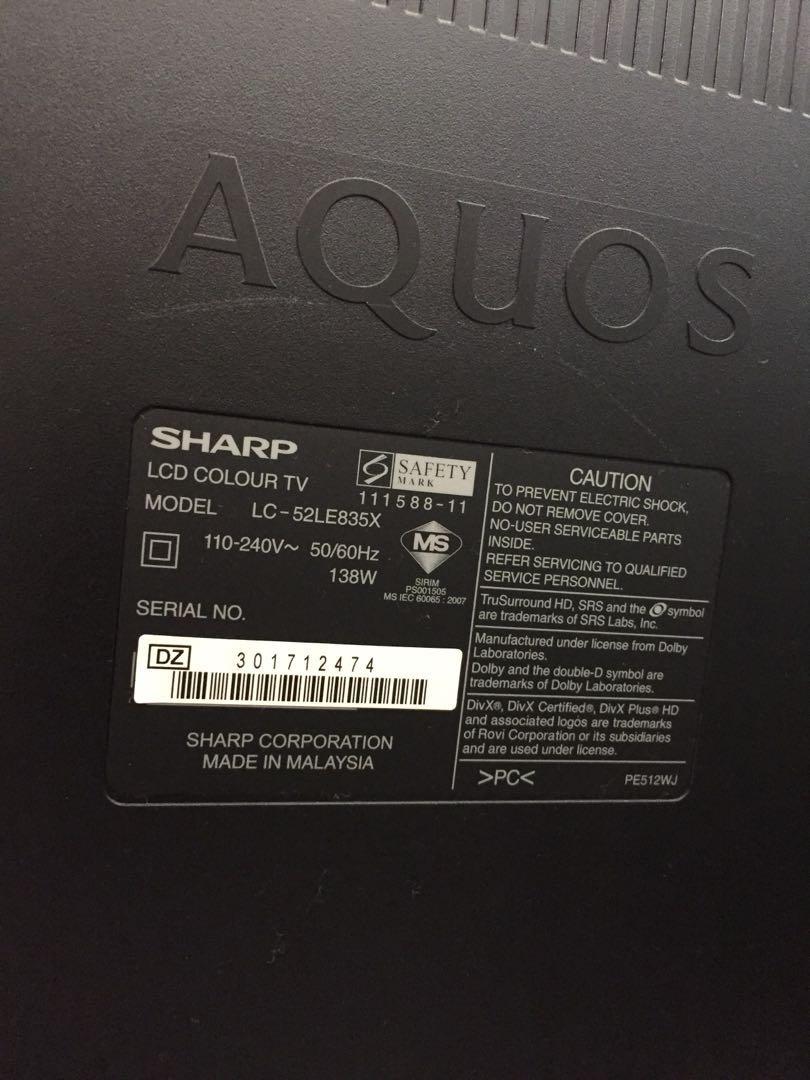 AQUOS
SHARP
LCD COLOUR TV
MODEL LC-52LE835X
110-240V~ 50/60Hz
138W
SERIAL NO.
DZ 301712474
SHARP CORPORATION
MADE IN MALAYSIA
S SAFETY
MARK
111588-11
MS
SIRIM
PS001505
MS IEC 60065 : 2007
CAUTION
TO PREVENT ELECTRIC SHOCK,
DO NOT REMOVE COVER.
NO-USER SERVICEABLE PARTS
INSIDE.
REFER SERVICING TO QUALIFIED
SERVICE PERSONNEL.
TruSurround HD, SRS and the symbol
are trademarks of SRS Labs, Inc.
Manufactured under license from Dolby
Laboratories.
Dolby and the double-D symbol are
trademarks of Dolby Laboratories.
DivX®, DivX Certified®, DivX Plus® HD
and associated logos are trademarks
of Rovi Corporation or its subsidiaries
and are used under license.
>PC< PE512WJ